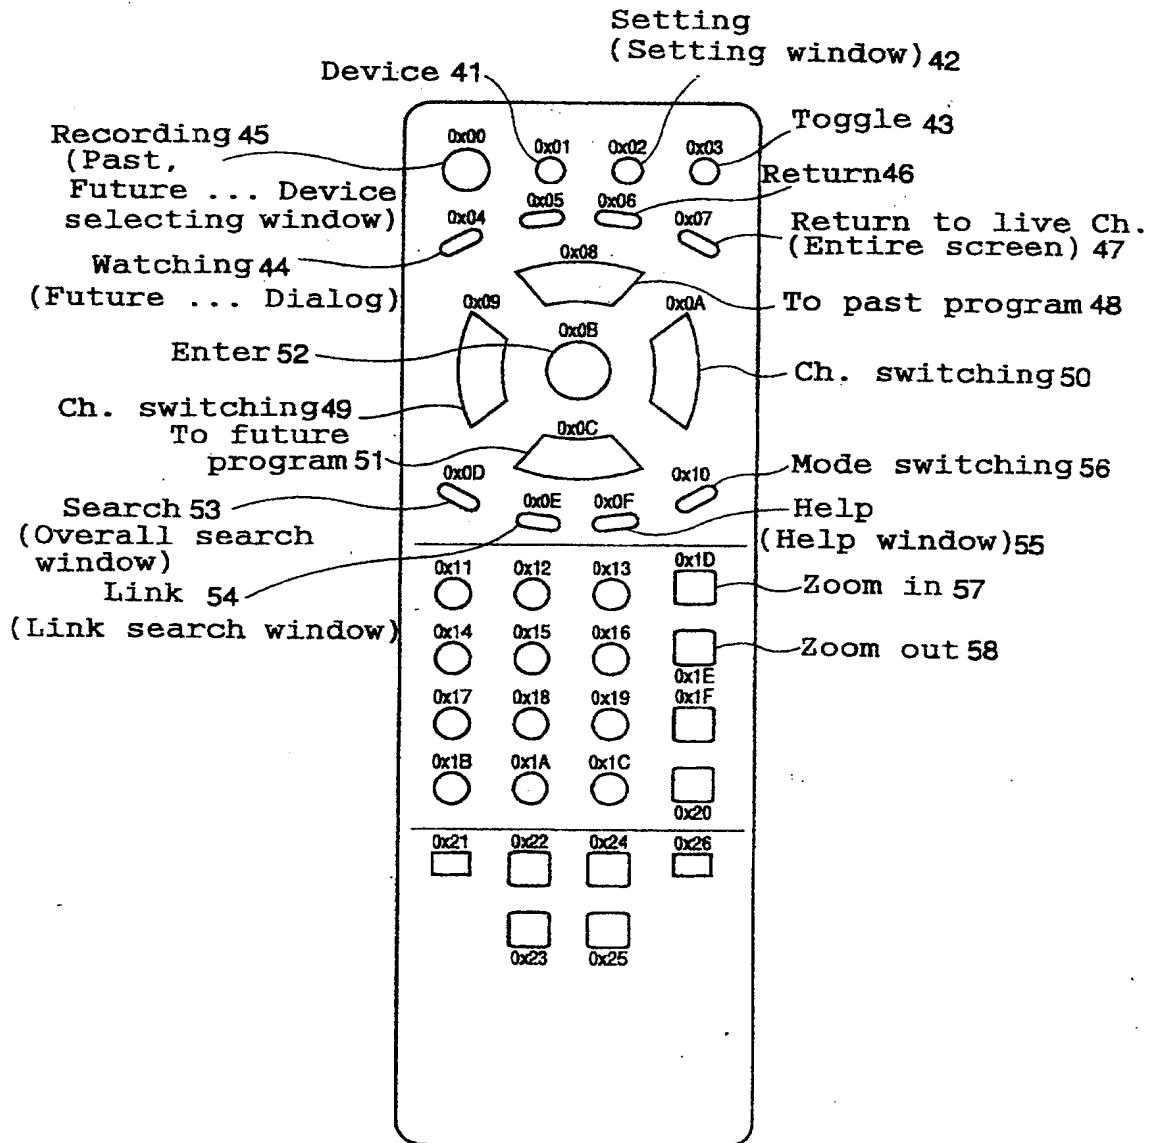 Setting
(Setting window) 42
Device 41
Recording 45
(Past,
Future ... Device
selecting window)
Toggle 43
Return 46
Return to live Ch.
(Entire screen) 47
Watching 44
(Future ... Dialog)
To past program 48
Enter 52
Ch. switching 50
Ch. switching 49
To future
program 51
Mode switching 56
Search 53
(Overall search
window)
Help
(Help window) 55
Link 54
(Link search window)
Zoom in 57
Zoom out 58
0x00 0x01 0x02 0x03
0x04 0x05 0x06 0x07
0x08
0x09 0x0A
0x0B
0x0C
0x0D 0x0E 0x0F 0x10
0x11 0x12 0x13 0x1D
0x14 0x15 0x16
0x1E
0x17 0x18 0x19 0x1F
0x1B 0x1A 0x1C
0x20
0x21 0x22 0x24 0x26
0x23 0x25